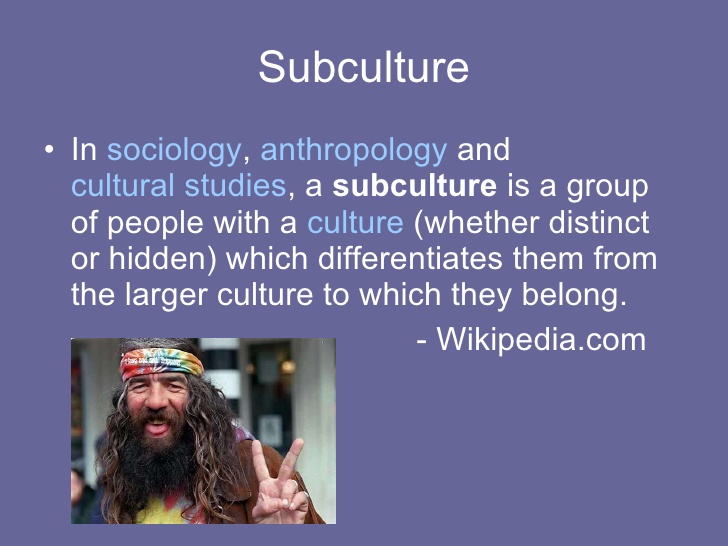 Subculture
• In sociology, anthropology and
cultural studies, a subculture is a group
of people with a culture (whether distinct
or hidden) which differentiates them from
the larger culture to which they belong.
- Wikipedia.com